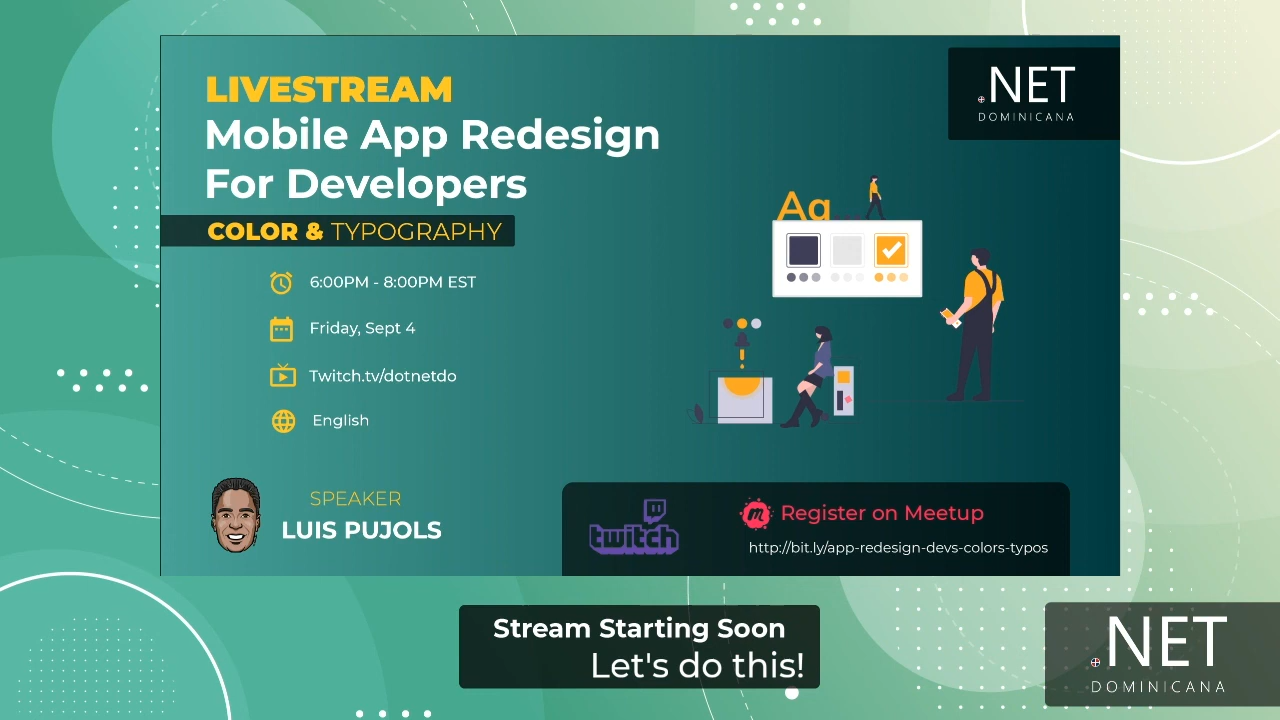 LIVESTREAM
Mobile App Redesign
For Developers
COLOR & TYPOGRAPHY
6:00PM - 8:00PM EST
Friday, Sept 4
Twitch.tv/dotnetdo
English
SPEAKER
LUIS PUJOLS
.NET
DOMINICANA
Ag
twitch
m Register on Meetup
http://bit.ly/app-redesign-devs-colors-typos
Stream Starting Soon
Let's do this!
.NET
DOMINICANA